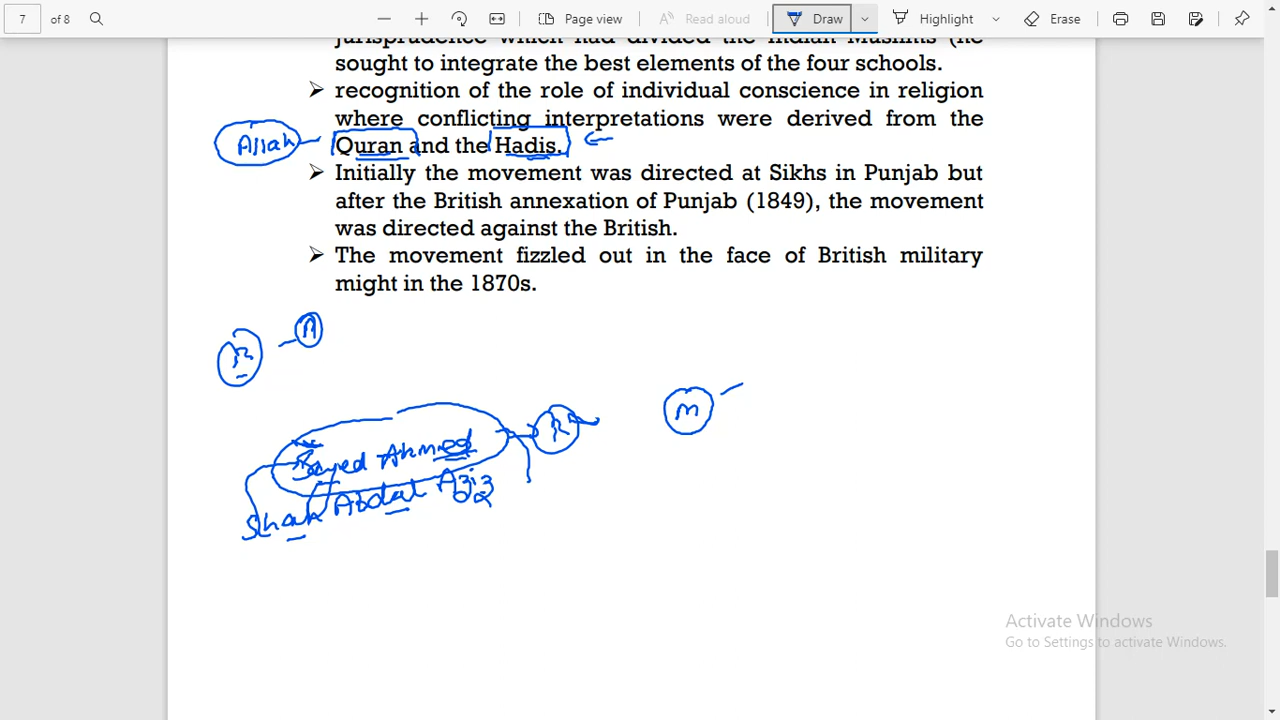 7 of 8 Page view Read aloud Draw Highlight Erase
jurisprudence which had divided the Indian Muslims (he
sought to integrate the best elements of the four schools.
➢ recognition of the role of individual conscience in religion
where conflicting interpretations were derived from the
Allah Quran and the Hadis.
➢ Initially the movement was directed at Sikhs in Punjab but
after the British annexation of Punjab (1849), the movement
was directed against the British.
➢ The movement fizzled out in the face of British military
might in the 1870s.
M
Sayed Ahmed
Shah Abdal Aziz
Activate Windows
Go to Settings to activate Windows.